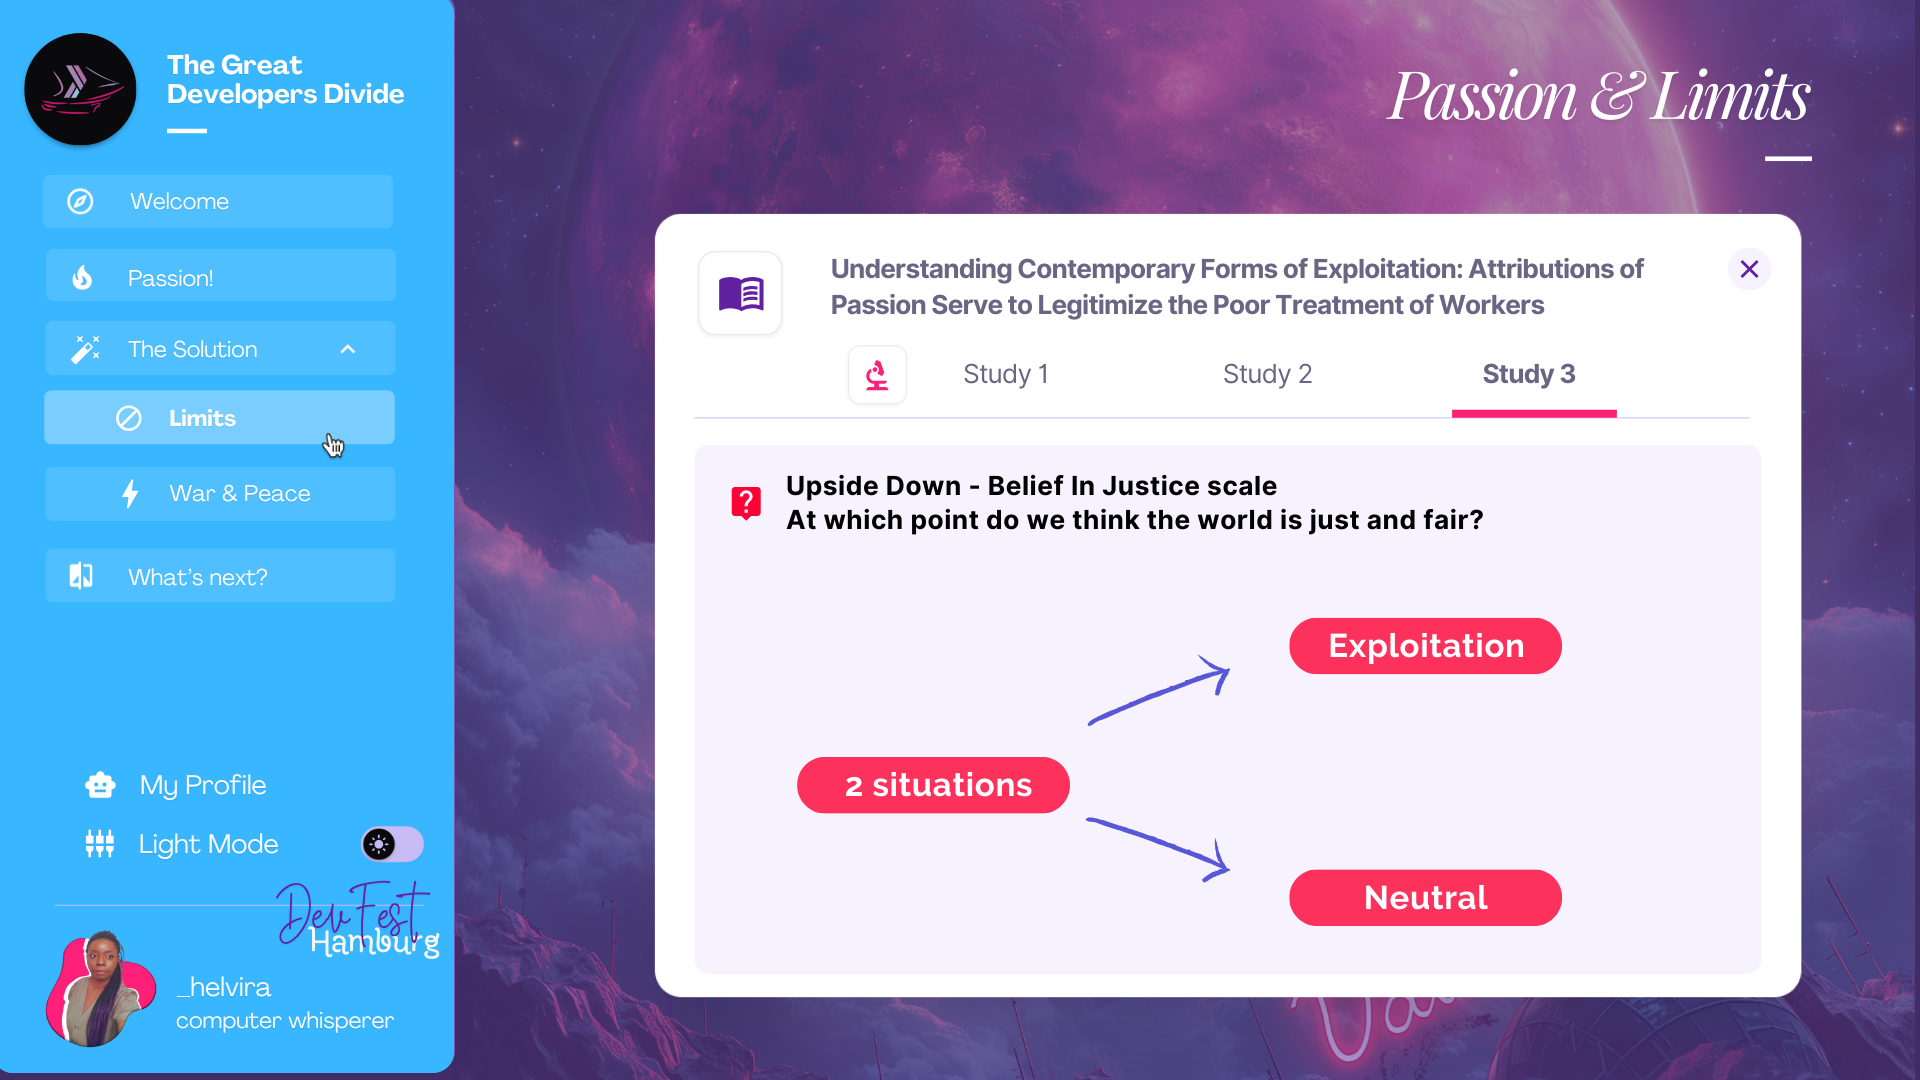 The Great
Developers Divide
Welcome
Passion!
The Solution
Limits
War & Peace
What's next?
My Profile
Light Mode
DevFest
Hamburg
_helvira
computer whisperer
Passion & Limits
Understanding Contemporary Forms of Exploitation: Attributions of
Passion Serve to Legitimize the Poor Treatment of Workers
Study 1
Study 2
Study 3
Upside Down - Belief In Justice scale
At which point do we think the world is just and fair?
Exploitation
2 situations
Neutral